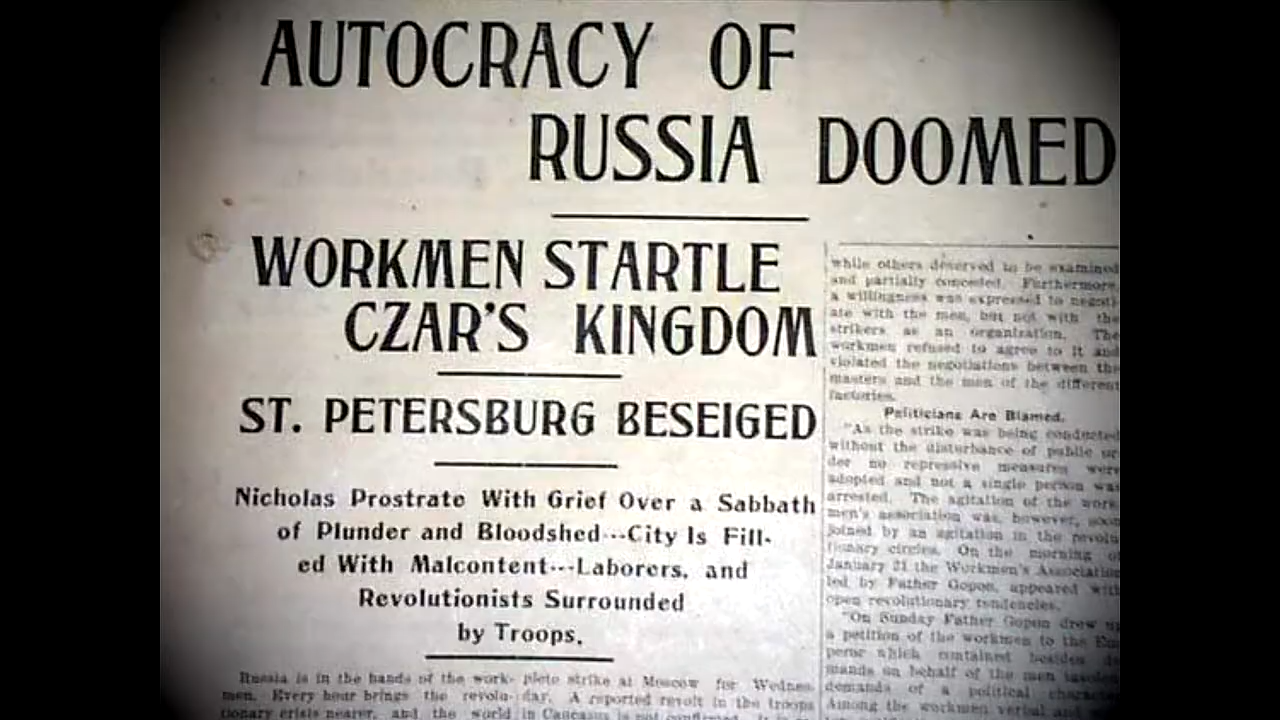 AUTOCRACY OF
RUSSIA DOOMED
WORKMEN STARTLE
CZAR'S KINGDOM
ST. PETERSBURG BESEIGED
Nicholas Prostrate With Grief Over a Sabbath
of Plunder and Bloodshed---City Is Fill-
ed With Malcontent---Laborers, and
Revolutionists Surrounded
by Troops.
Russia is in the hands of the work-
men. Every hour brings the revolu-
tionary crisis nearer, and the world
plete strike at Moscow for Wednes
day. A reported revolt in the troops
in Caucasus is not confirmed.
while others deserved to be examined
and partially conceded. Furthermore,
a willingness was expressed to negoti-
ate with the men, but not with the
strikers as an organization. The
workmen refused to agree to it and
violated the negotiations between the
masters and the men of the different
factories.
Politicians Are Blamed.
"As the strike was being conducted
without the disturbance of public or
der no repressive measures were
adopted and not a single person was
arrested. The agitation of the work
men's association was, however, soon
joined by an agitation in the revolu
tionary circles. On the morning of
January 21 the Workmen's Association
led by Father Gopon, appeared with
open revolutionary tendencies.
"On Sunday Father Gopon drew u
a petition of the workmen to the Em
peror which contained besides de
mands on behalf of the men
demands of a political character
Among the workmen verbal and